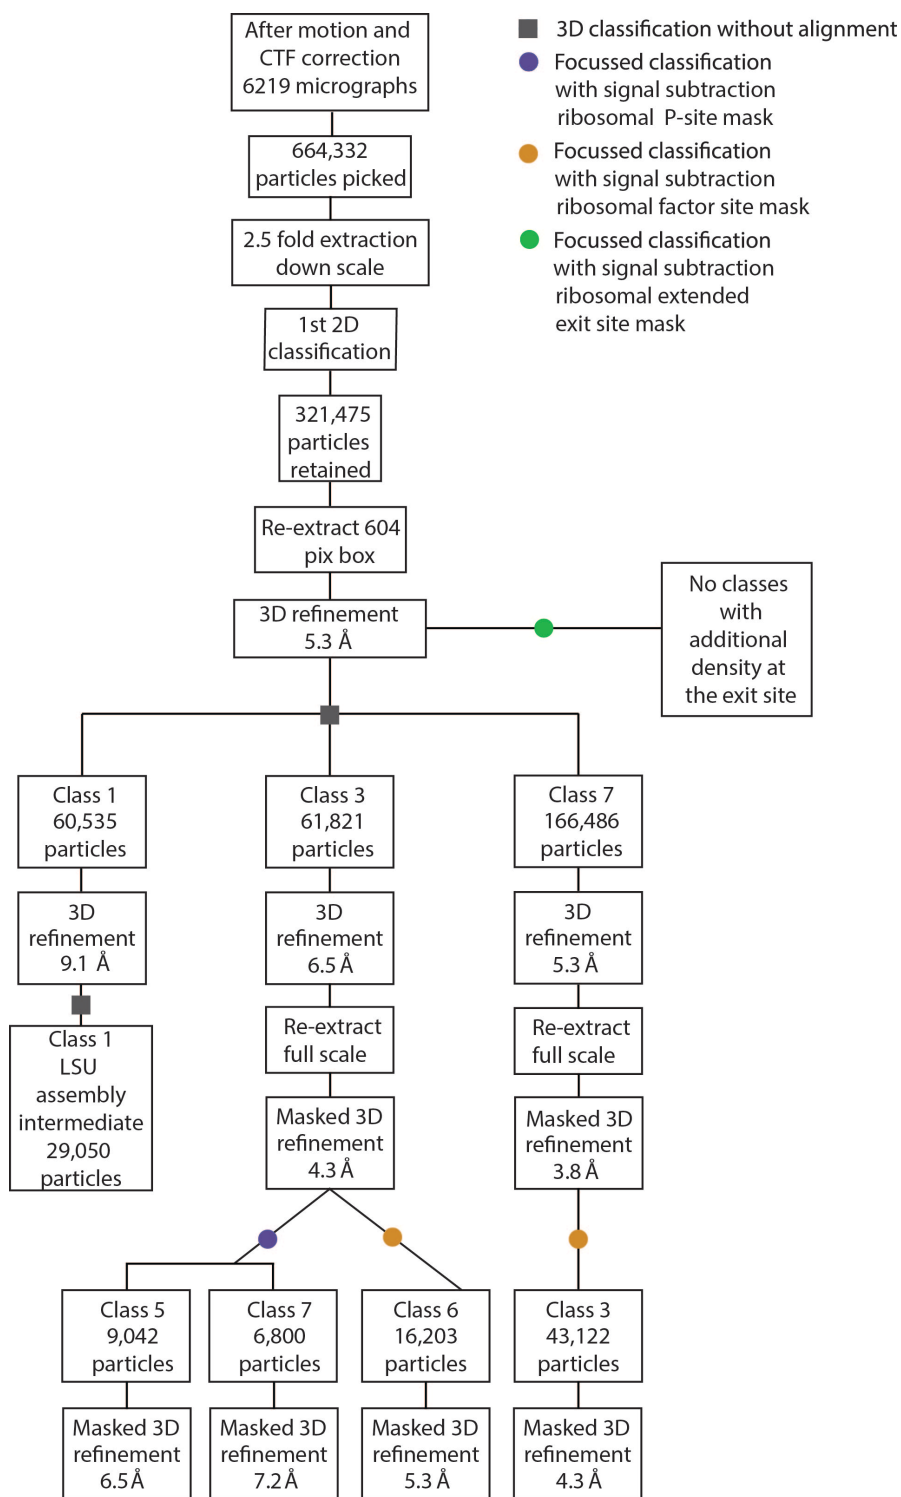 After motion and
CTF correction
6219 micrographs
664,332
particles picked
2.5 fold extraction
down scale
1st 2D
classification
321,475
particles
retained
Re-extract 604
pix box
3D refinement
5.3 Å
3D classification without alignment
Focussed classification
with signal subtraction
ribosomal P-site mask
Focussed classification
with signal subtraction
ribosomal factor site mask
Focussed classification
with signal subtraction
ribosomal extended
exit site mask
No classes
with
additional
density at
the exit site
Class 1
60,535
particles
3D
refinement
9.1 Å
Class 1
LSU
assembly
intermediate
29,050
particles
Class 3
61,821
particles
3D
refinement
6.5 Å
Re-extract
full scale
Masked 3D
refinement
4.3 Å
Class 7
166,486
particles
3D
refinement
5.3 Å
Re-extract
full scale
Masked 3D
refinement
3.8 Å
Class 5
9,042
particles
Masked 3D
refinement
6.5 Å
Class 7
6,800
particles
Masked 3D
refinement
7.2 Å
Class 6
16,203
particles
Masked 3D
refinement
5.3 Å
Class 3
43,122
particles
Masked 3D
refinement
4.3 Å